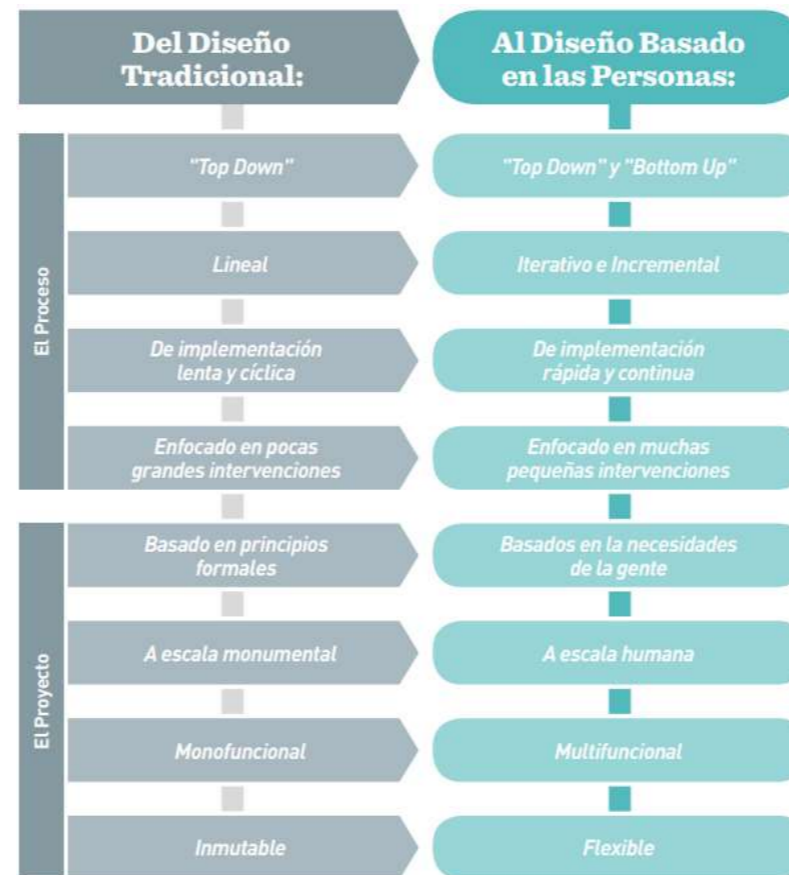 Del Diseño
Tradicional:
Al Diseño Basado
en las Personas:
El Proceso
"Top Down"
"Top Down" y "Bottom Up"
Lineal
Iterativo e Incremental
De implementación
lenta y cíclica
De implementación
rápida y continua
Enfocado en pocas
grandes intervenciones
Enfocado en muchas
pequeñas intervenciones
El Proyecto
Basado en principios
formales
Basados en la necesidades
de la gente
A escala monumental
A escala humana
Monofuncional
Multifuncional
Inmutable
Flexible